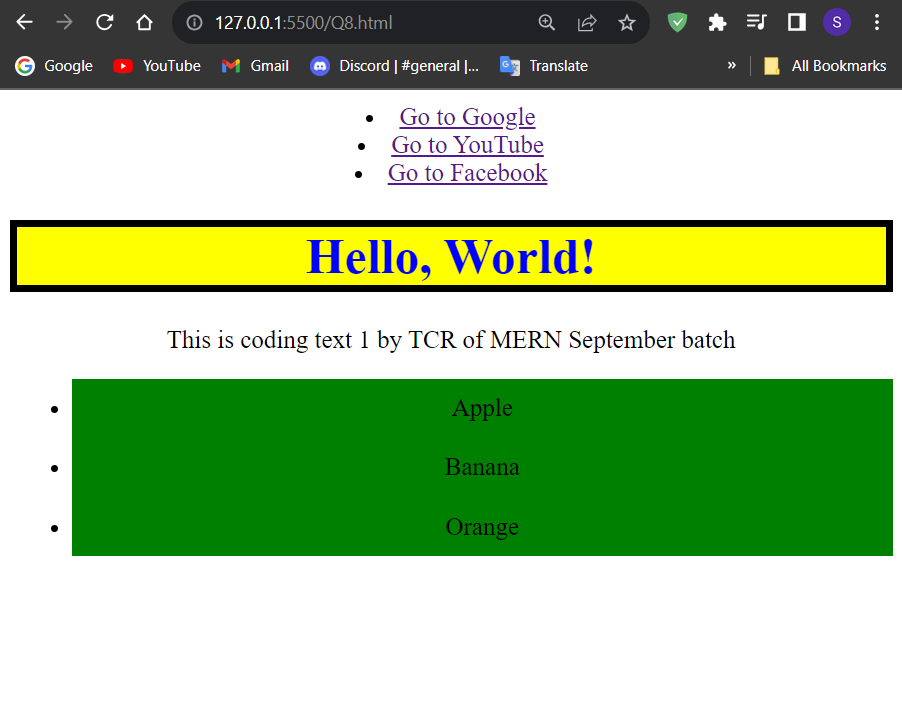 127.0.0.1:5500/Q8.html
S
Google YouTube Gmail Discord | #general |... Translate » All Bookmarks
Go to Google
Go to YouTube
Go to Facebook
Hello, World!
This is coding text 1 by TCR of MERN September batch
Apple
Banana
Orange